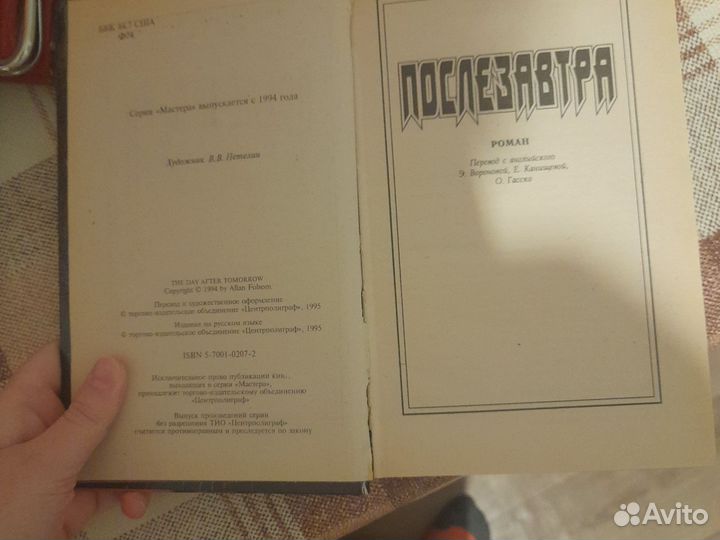 ББК 84.7 США
Ф74
Серия «Мастера» выпускается с 1994 года
Художник В.В. Петелин
THE DAY AFTER TOMORROW
Copyright © 1994 by Allan Folsom
Перевод и художественное оформление
© торгово-издательское объединение «Центрполиграф», 1995
Издание на русском языке
© торгово-издательское объединение «Центрполиграф», 1995
ISBN 5-7001-0207-2
Исключительное право публикации книг,
выходящих в серии «Мастера»,
принадлежит торгово-издательскому объединению
«Центрполиграф»
Выпуск произведений серии
без разрешения ТИО «Центрполиграф»
считается противоправным и преследуется по закону
ПОСЛЕЗАВТРА
РОМАН
Перевод с английского
Э. Вороновой, Е. Канищевой,
О. Гасско
Avito